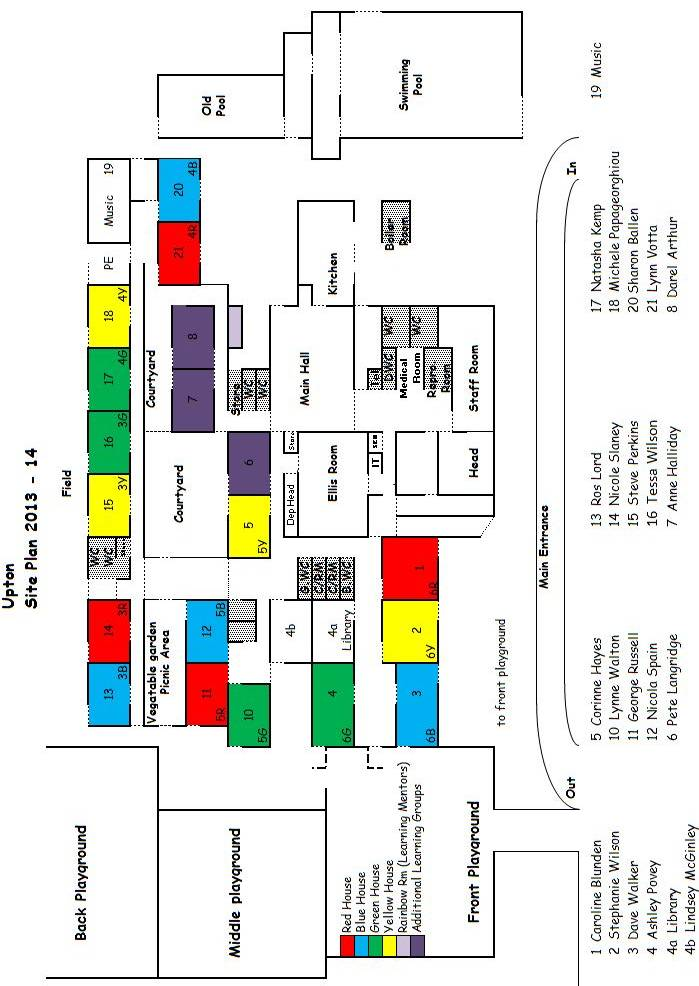 Upton
Site Plan 2013 - 14
Field
Back Playground
Middle playground
Front Playground
13
3B
14
3R
WC
WC
15
3Y
16
3G
17
4G
18
4Y
PE
Music
19
Vegatable garden
Picnic Area
Courtyard
Courtyard
21
4R
20
4B
Old
Pool
Swimming
Pool
11
5R
12
5B
7
8
10
5G
5
5Y
6
Store
WC
WC
4b
4a
Library
G WC
C/RM
C/RM
B WC
Dep Head
Store
Ellis Room
Main Hall
Kitchen
4
6G
IT
Tel
D/WC
WC
WC
Medical
Room
Repro
Room
Boiler
Room
3
6B
2
6Y
1
6R
Head
Staff Room
to front playground
Red House
Blue House
Green House
Yellow House
Rainbow Rm (Learning Mentors)
Additional Learning Groups
Main Entrance
Out
In
1 Caroline Blunden
2 Stephanie Wilson
3 Dave Walker
4 Ashley Povey
4a Library
4b Lindsey McGinley
5 Corinne Hayes
10 Lynne Walton
11 George Russell
12 Nicola Spain
6 Pete Langridge
13 Ros Lord
14 Nicole Slaney
15 Steve Perkins
16 Tessa Wilson
7 Anne Halliday
17 Natasha Kemp
18 Michele Papageorghiou
20 Sharon Ballen
21 Lynn Votta
8 Darel Arthur
19 Music